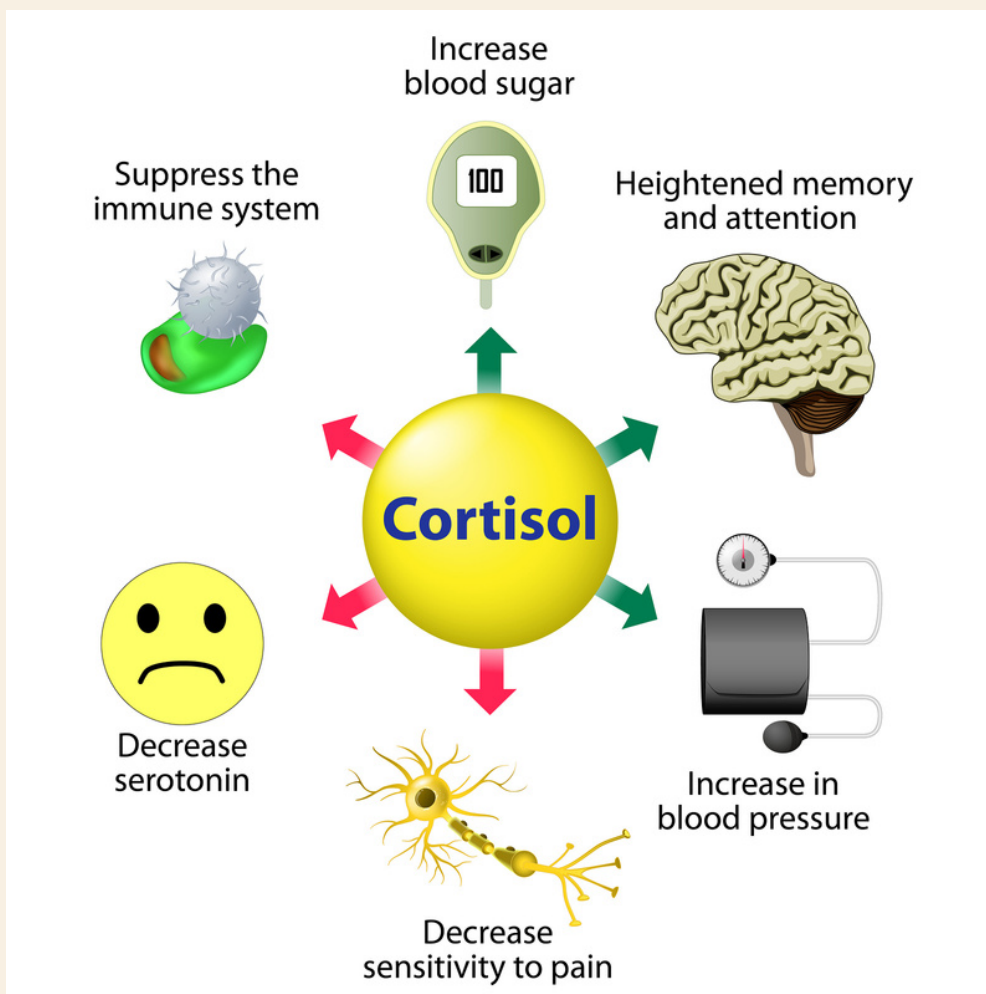 Increase
blood sugar
100
Suppress the
immune system
Heightened memory
and attention
Cortisol
Decrease
serotonin
Increase in
blood pressure
Decrease
sensitivity to pain